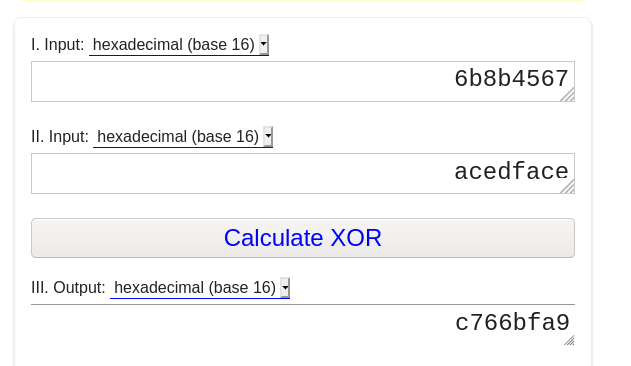 I. Input: hexadecimal (base 16)
6b8b4567
II. Input: hexadecimal (base 16)
acedface
Calculate XOR
III. Output: hexadecimal (base 16)
c766bfa9